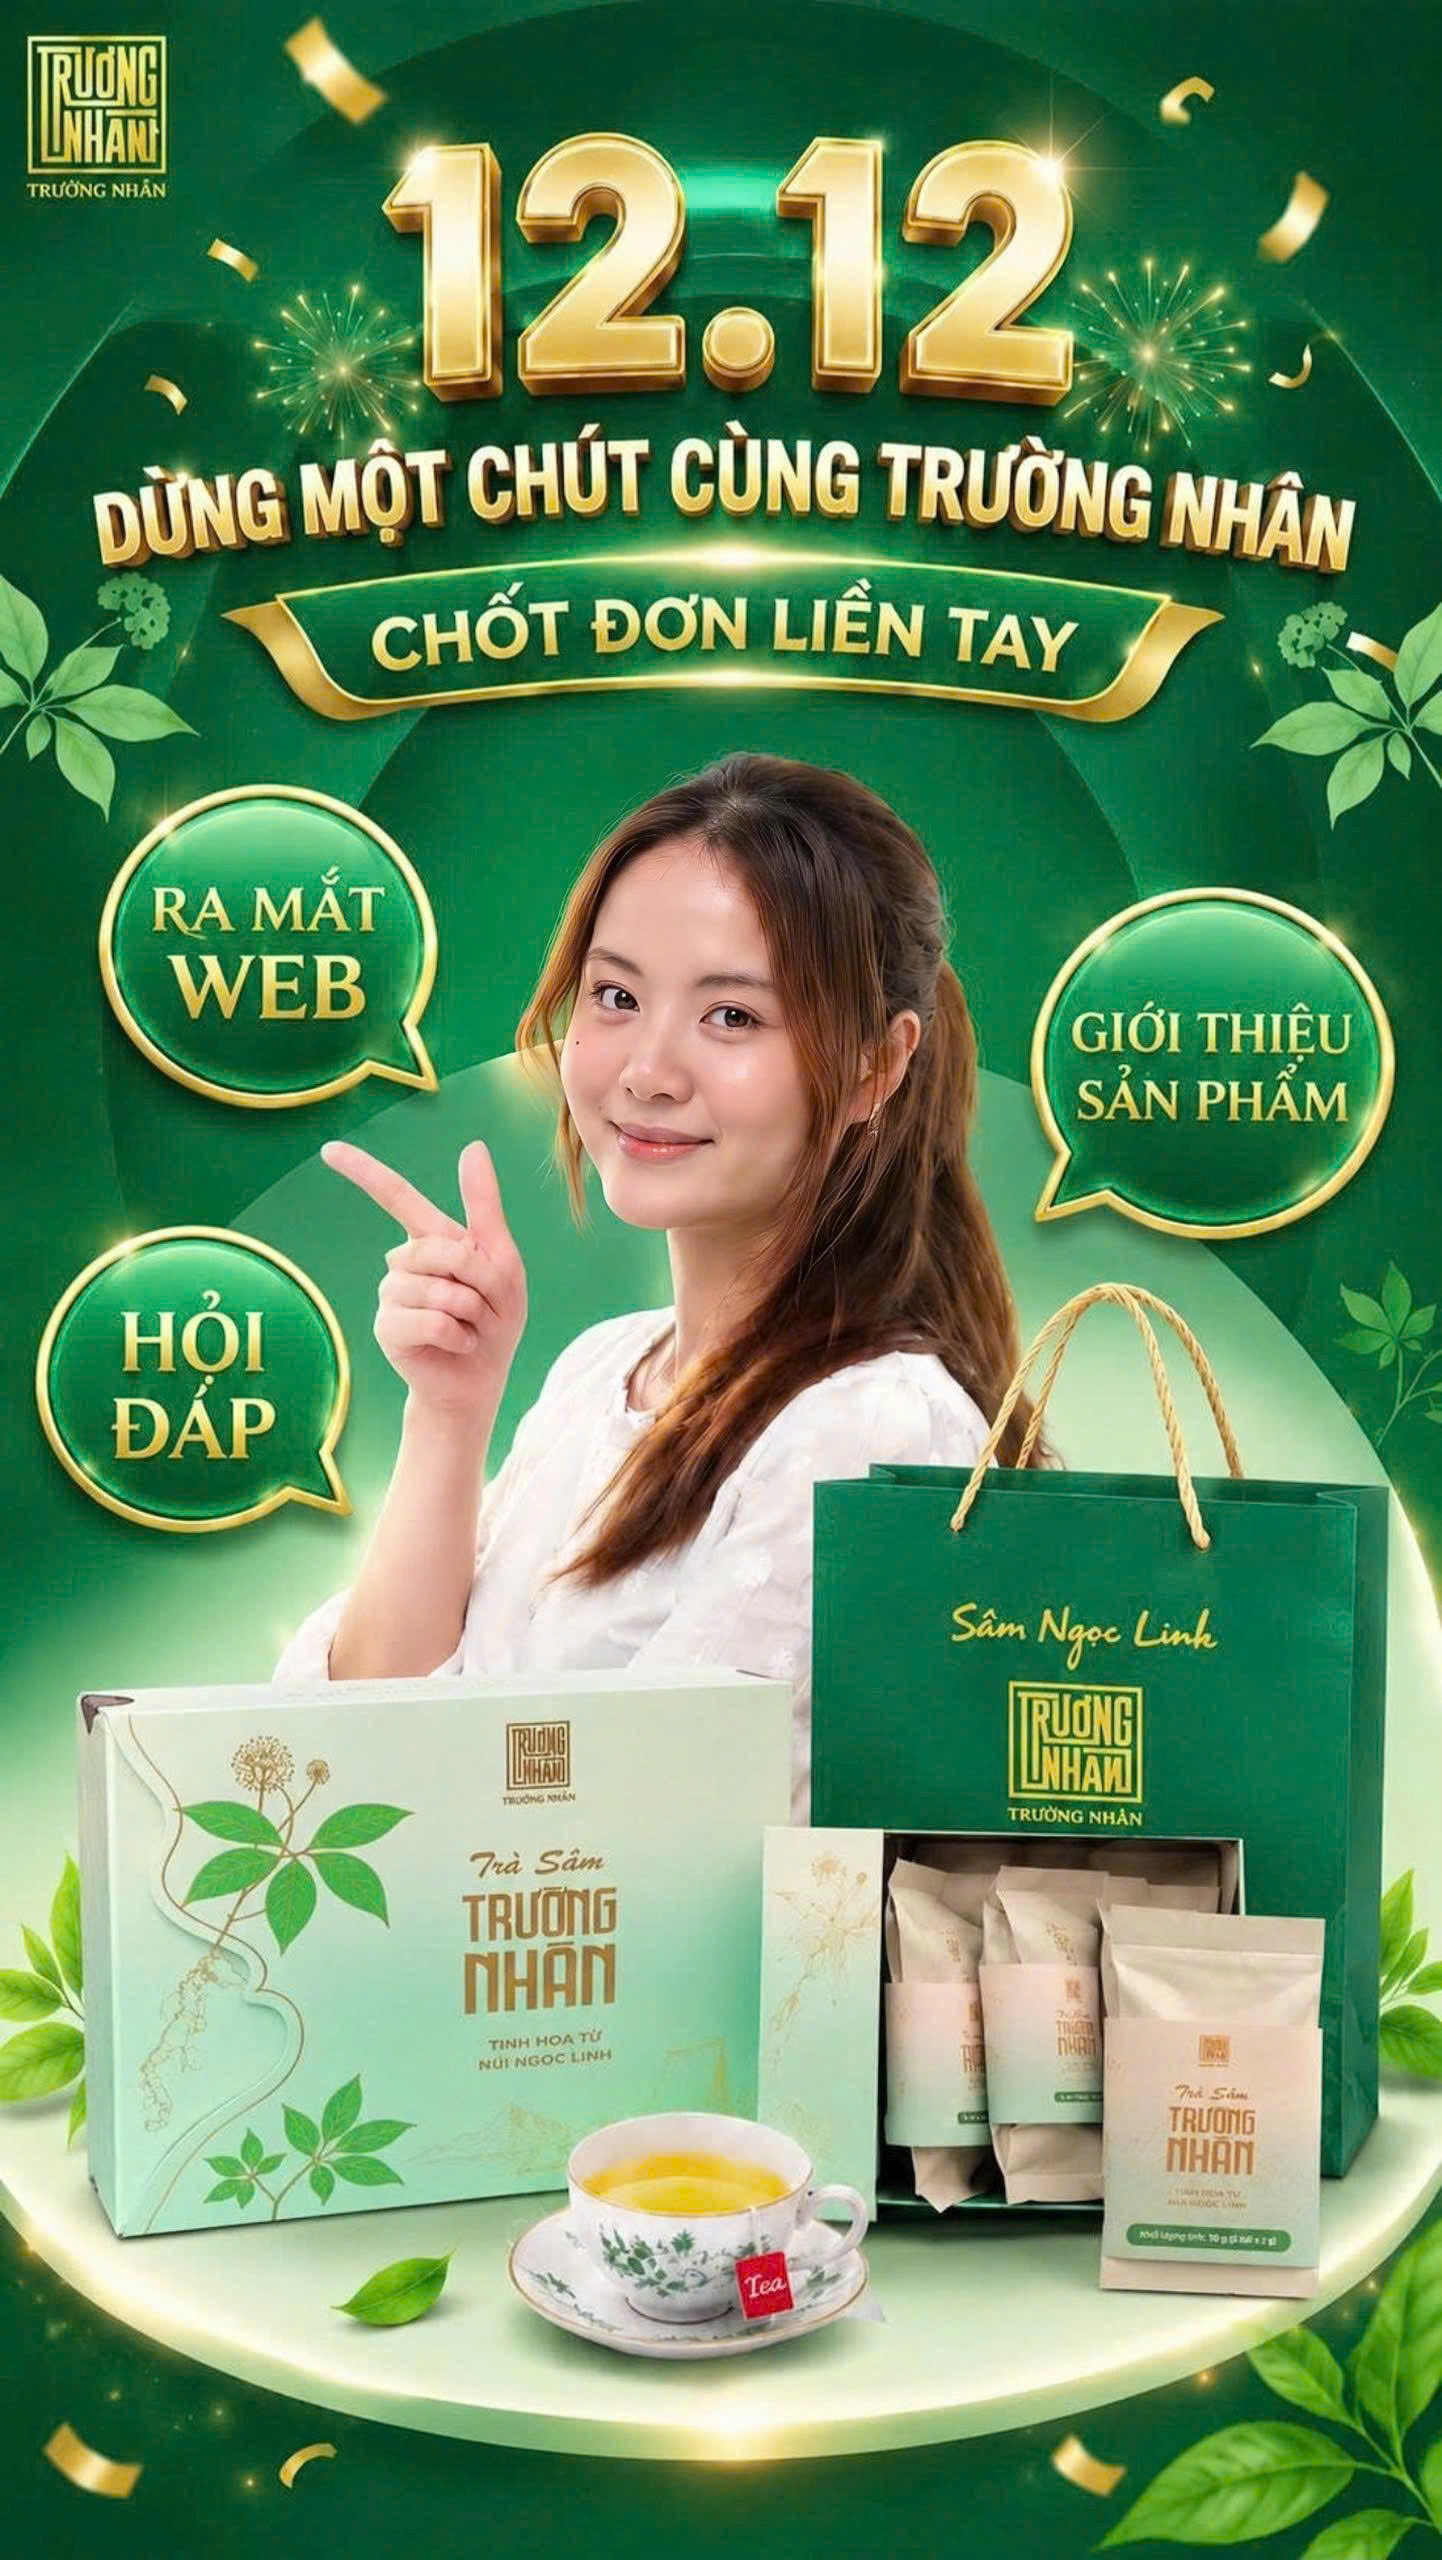 TRƯỜNG
NHÂN
TRƯỜNG NHÂN
12.12
DỪNG MỘT CHÚT CÙNG TRƯỜNG NHÂN
CHỐT ĐƠN LIỀN TAY
RA MẮT
WEB
GIỚI THIỆU
SẢN PHẨM
HỎI
ĐÁP
Sâm Ngọc Linh
TRƯỜNG
NHÂN
TRƯỜNG NHÂN
TRƯỜNG
NHÂN
TRƯỜNG NHÂN
Trà Sâm
TRƯỜNG
NHÂN
TINH HOA TỪ
NÚI NGỌC LINH
Trà Sâm
TRƯỜNG
NHÂN
TRƯỜNG
NHÂN
Tea